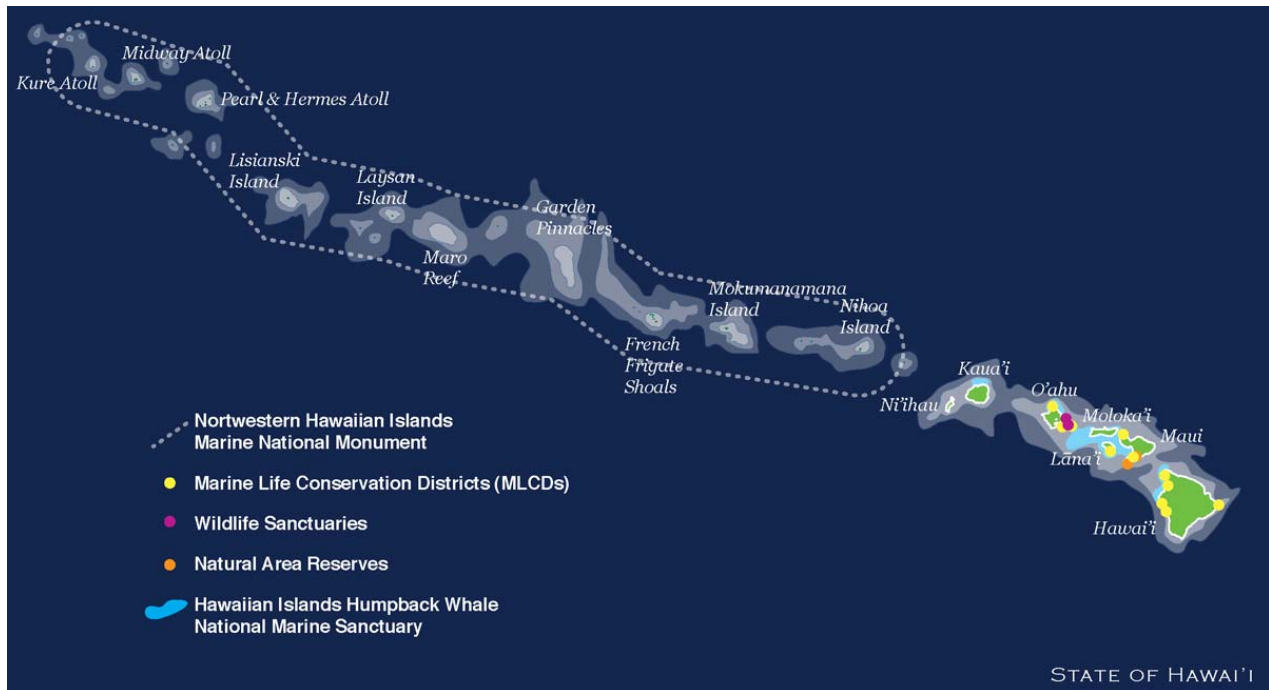 Midway Atoll
Kure Atoll
Pearl & Hermes Atoll
Lisianski
Island
Laysan
Island
Garden
Pinnacles
Maro
Reef
Mokumanamana
Island
Nihoa
Island
French
Frigate
Shoals
Kaua'i
Ni'ihau
O'ahu
Moloka'i
Maui
Lāna'i
Hawai'i
Nortwestern Hawaiian Islands
Marine National Monument
Marine Life Conservation Districts (MLCDs)
Wildlife Sanctuaries
Natural Area Reserves
Hawaiian Islands Humpback Whale
National Marine Sanctuary
STATE OF HAWAI'I